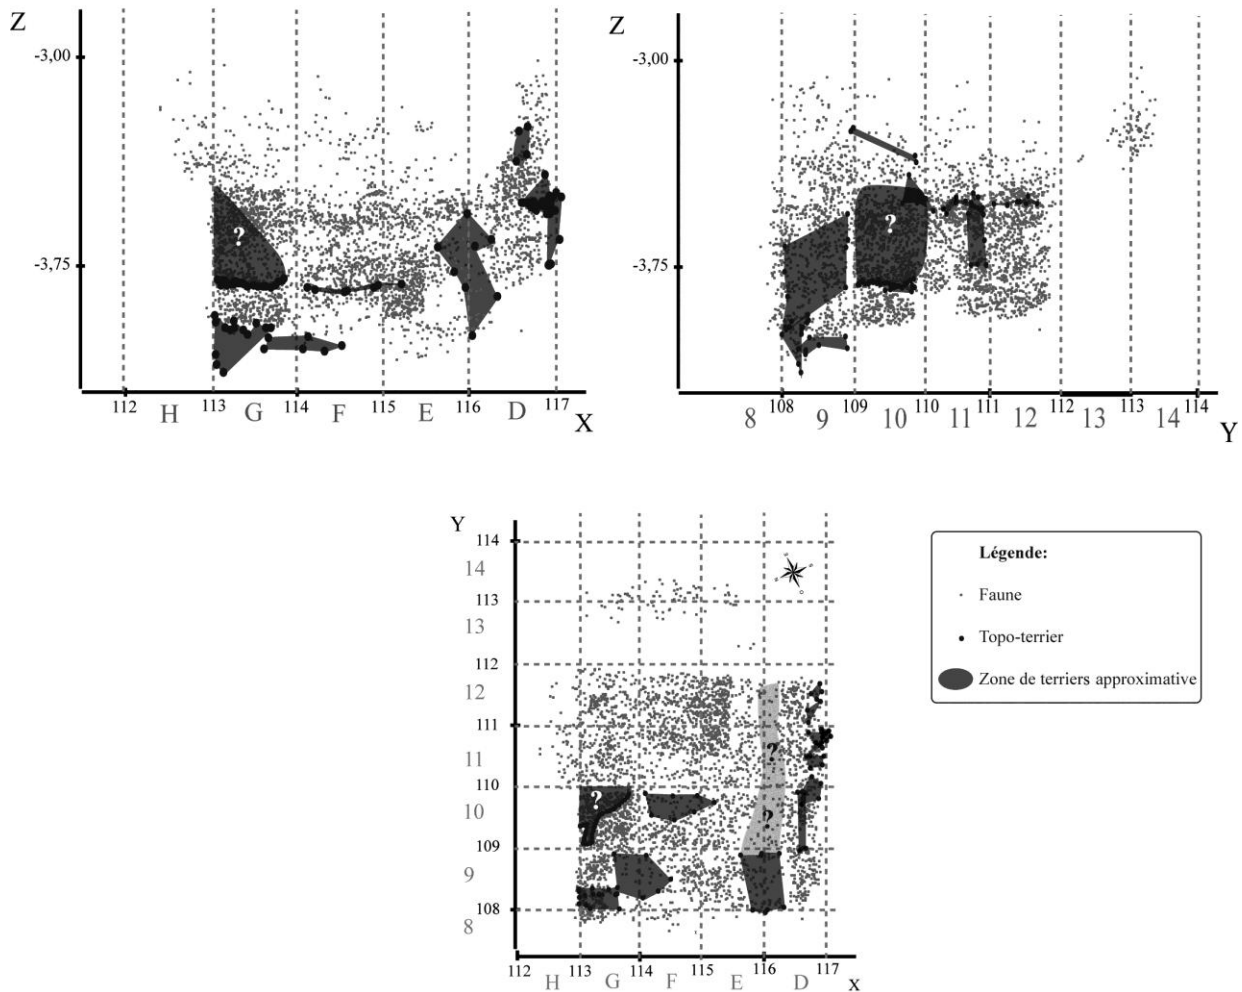 Z
-3,00
-3,75
?
112
113
114
115
116
117
H
G
F
E
D
X
Z
-3,00
-3,75
?
108
109
110
111
112
113
114
8
9
10
11
12
13
14
Y
Y
114
14
113
13
112
12
111
11
110
10
109
9
108
8
?
?
?
112
113
114
115
116
117
H
G
F
E
D
x
Légende:
Faune
Topo-terrier
Zone de terriers approximative